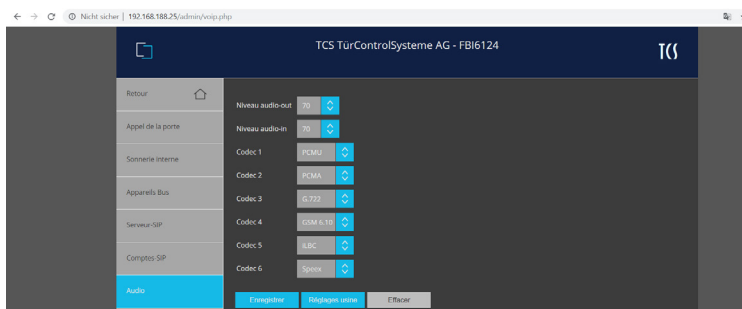 Nicht sicher | 192.168.188.25/admin/voip.php
TCS TürControlSysteme AG - FBI6124
TCS
Retour
Appel de la porte
Sonnerie interne
Appareils Bus
Serveur-SIP
Comptes-SIP
Audio
Niveau audio-out 70
Niveau audio-in 70
Codec 1 PCMU
Codec 2 PCMA
Codec 3 G.722
Codec 4 GSM 6.10
Codec 5 iLBC
Codec 6 Speex
Enregistrer Réglages usine Effacer